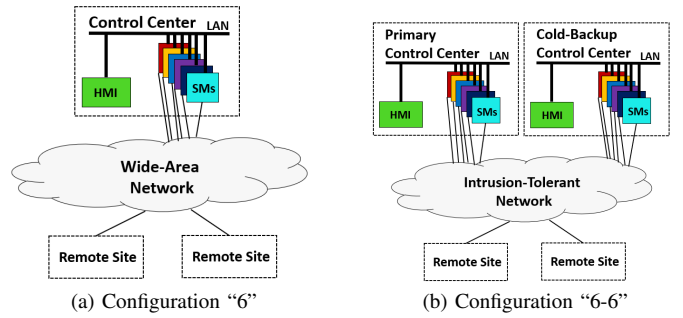 Control Center
LAN
HMI
SMs
Wide-Area
Network
Remote Site
Remote Site
(a) Configuration “6”
Primary
Control Center
LAN
HMI
SMs
Cold-Backup
Control Center
LAN
HMI
SMs
Intrusion-Tolerant
Network
Remote Site
Remote Site
(b) Configuration “6-6”